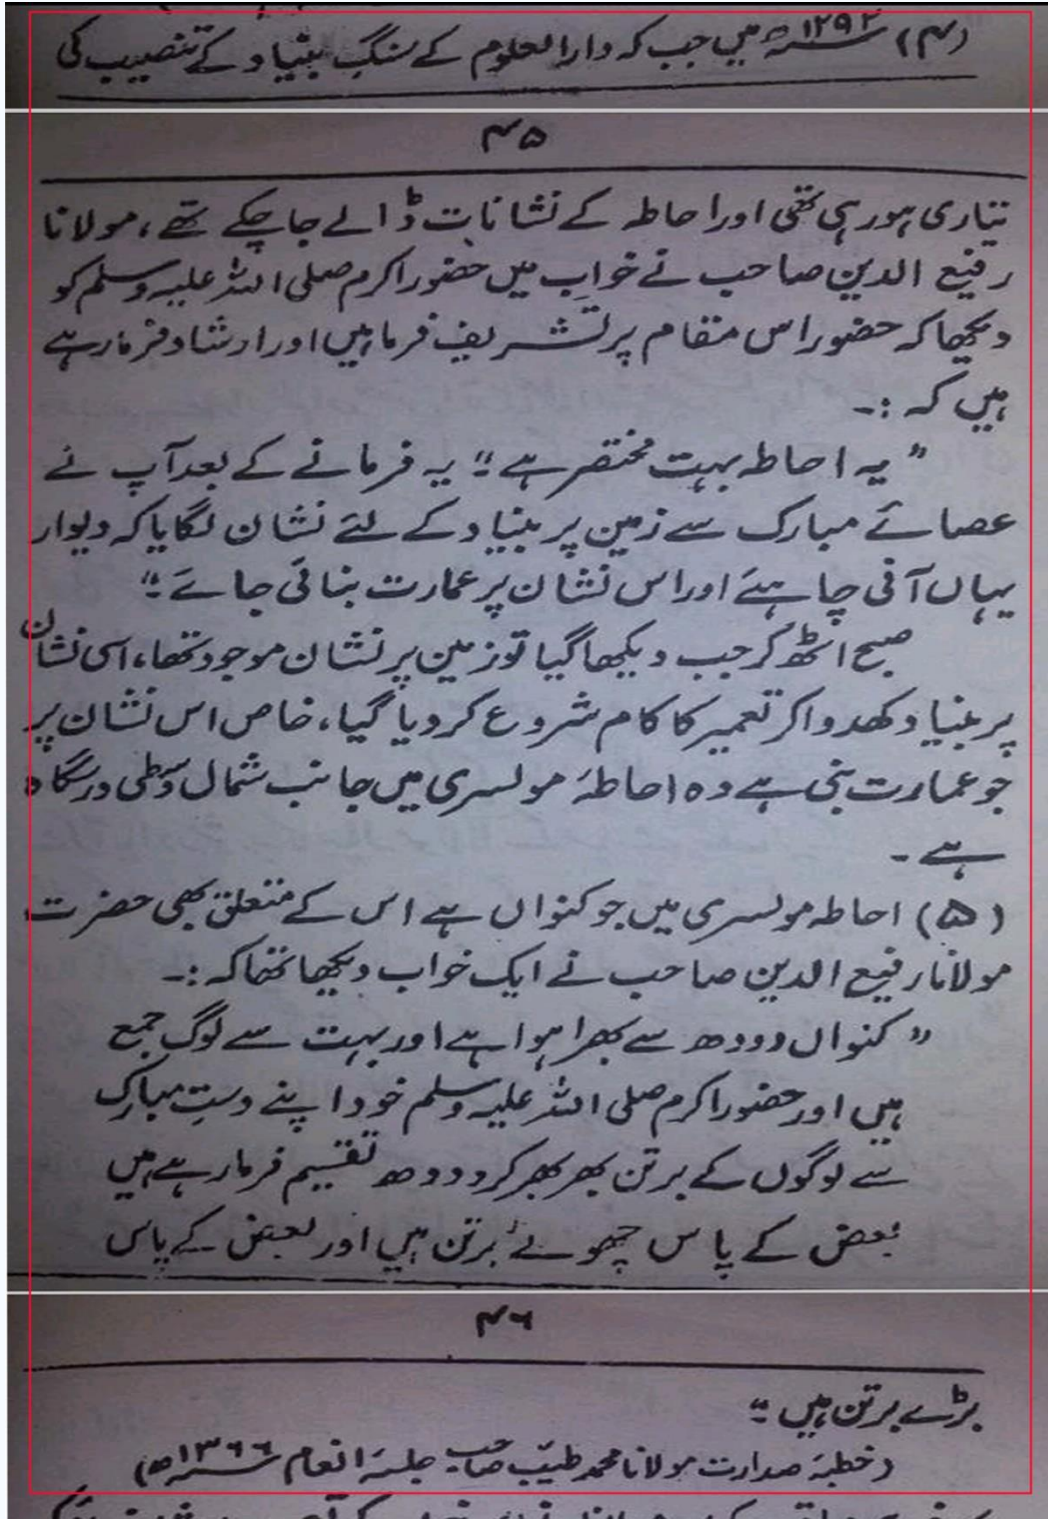 (۴) ۱۲۹۲ھ میں جب کہ دارالعلوم کے سنگِ بنیاد کے تنصیب کی
۴۵
تیاری ہورہی تھی اور احاطہ کے نشانات ڈالے جاچکے تھے، مولانا
رفیع الدین صاحب نے خواب میں حضور اکرم صلی اللہ علیہ وسلم کو
دیکھا کہ حضور اس مقام پر تشریف فرماہیں اور ارشاد فرمارہے
ہیں کہ :۔
" یہ احاطہ بہت مختصر ہے " یہ فرمانے کے بعد آپ نے
عصائے مبارک سے زمین پر بنیاد کے لئے نشان لگایا کہ دیوار
یہاں آنی چاہیئے اور اس نشان پر عمارت بنائی جائے "
صبح اٹھ کر جب دیکھا گیا تو زمین پر نشان موجود تھا، اسی نشان
پر بنیاد کھدوا کر تعمیر کا کام شروع کردیا گیا، خاص اس نشان پر
جو عمارت بنی ہے وہ احاطۂ مولسری میں جانب شمال وسطی درسگاہ
ہے ۔
(۵) احاطہ مولسری میں جو کنواں ہے اس کے متعلق بھی حضرت
مولانا رفیع الدین صاحب نے ایک خواب دیکھا تھا کہ :۔
" کنواں دودھ سے بھرا ہوا ہے اور بہت سے لوگ جمع
ہیں اور حضور اکرم صلی اللہ علیہ وسلم خود اپنے دستِ مبارک
سے لوگوں کے برتن بھر بھر کر دودھ تقسیم فرمارہے ہیں
بعض کے پاس چھوٹے برتن ہیں اور بعض کے پاس
۴۶
بڑے برتن ہیں "
(خطبۂ صدارت مولانا محمد طیّب صاحب جلسۂ انعام ۱۳۶۶ھ)